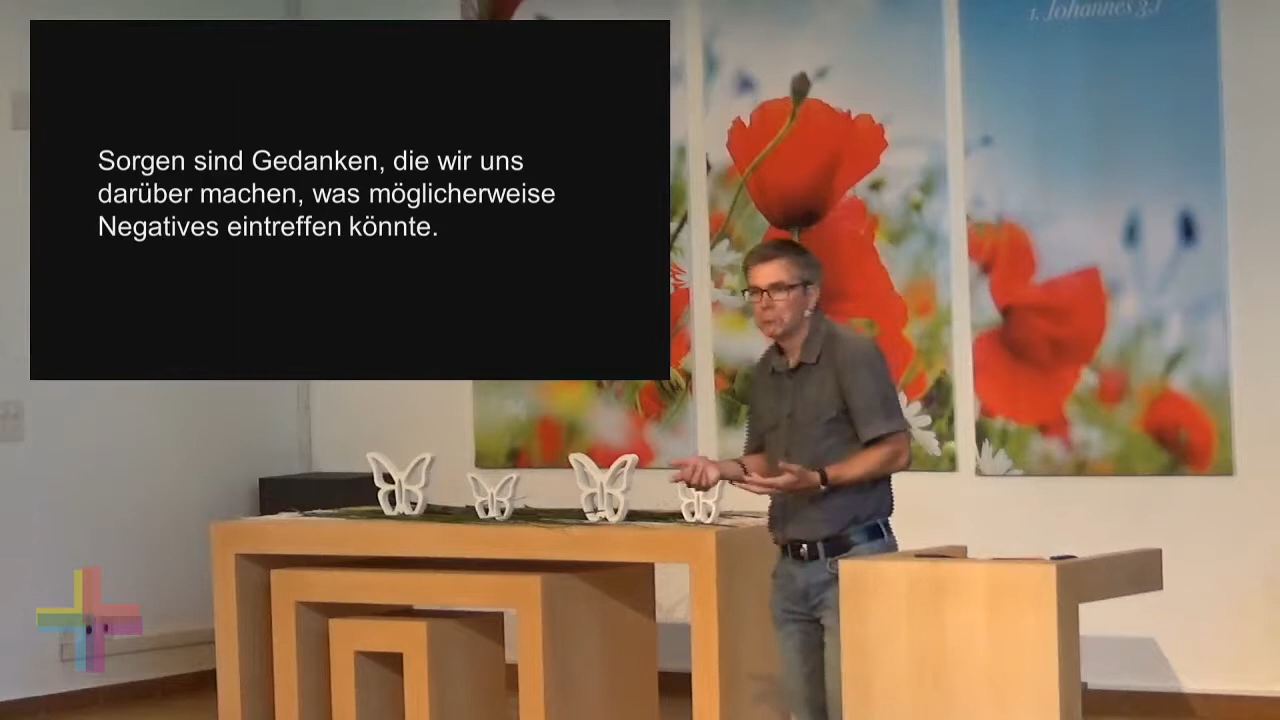 1. Johannes 3,1
Sorgen sind Gedanken, die wir uns
darüber machen, was möglicherweise
Negatives eintreffen könnte.